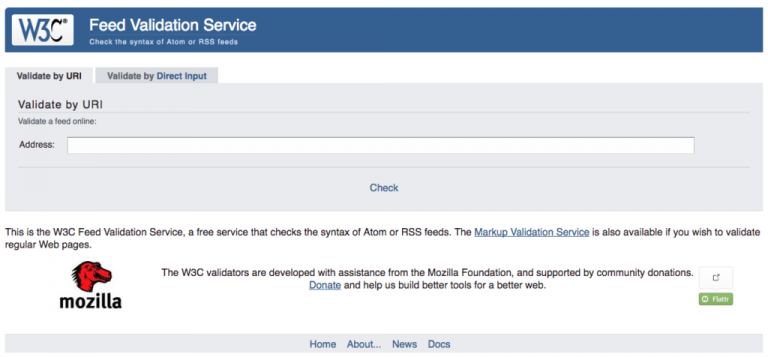 W3C Feed Validation Service
Check the syntax of Atom or RSS feeds
Validate by URI Validate by Direct Input
Validate by URI
Validate a feed online:
Address:
Check
This is the W3C Feed Validation Service, a free service that checks the syntax of Atom or RSS feeds. The Markup Validation Service is also available if you wish to validate
regular Web pages.
mozilla
The W3C validators are developed with assistance from the Mozilla Foundation, and supported by community donations.
Donate and help us build better tools for a better web.
Flattr
Home About... News Docs